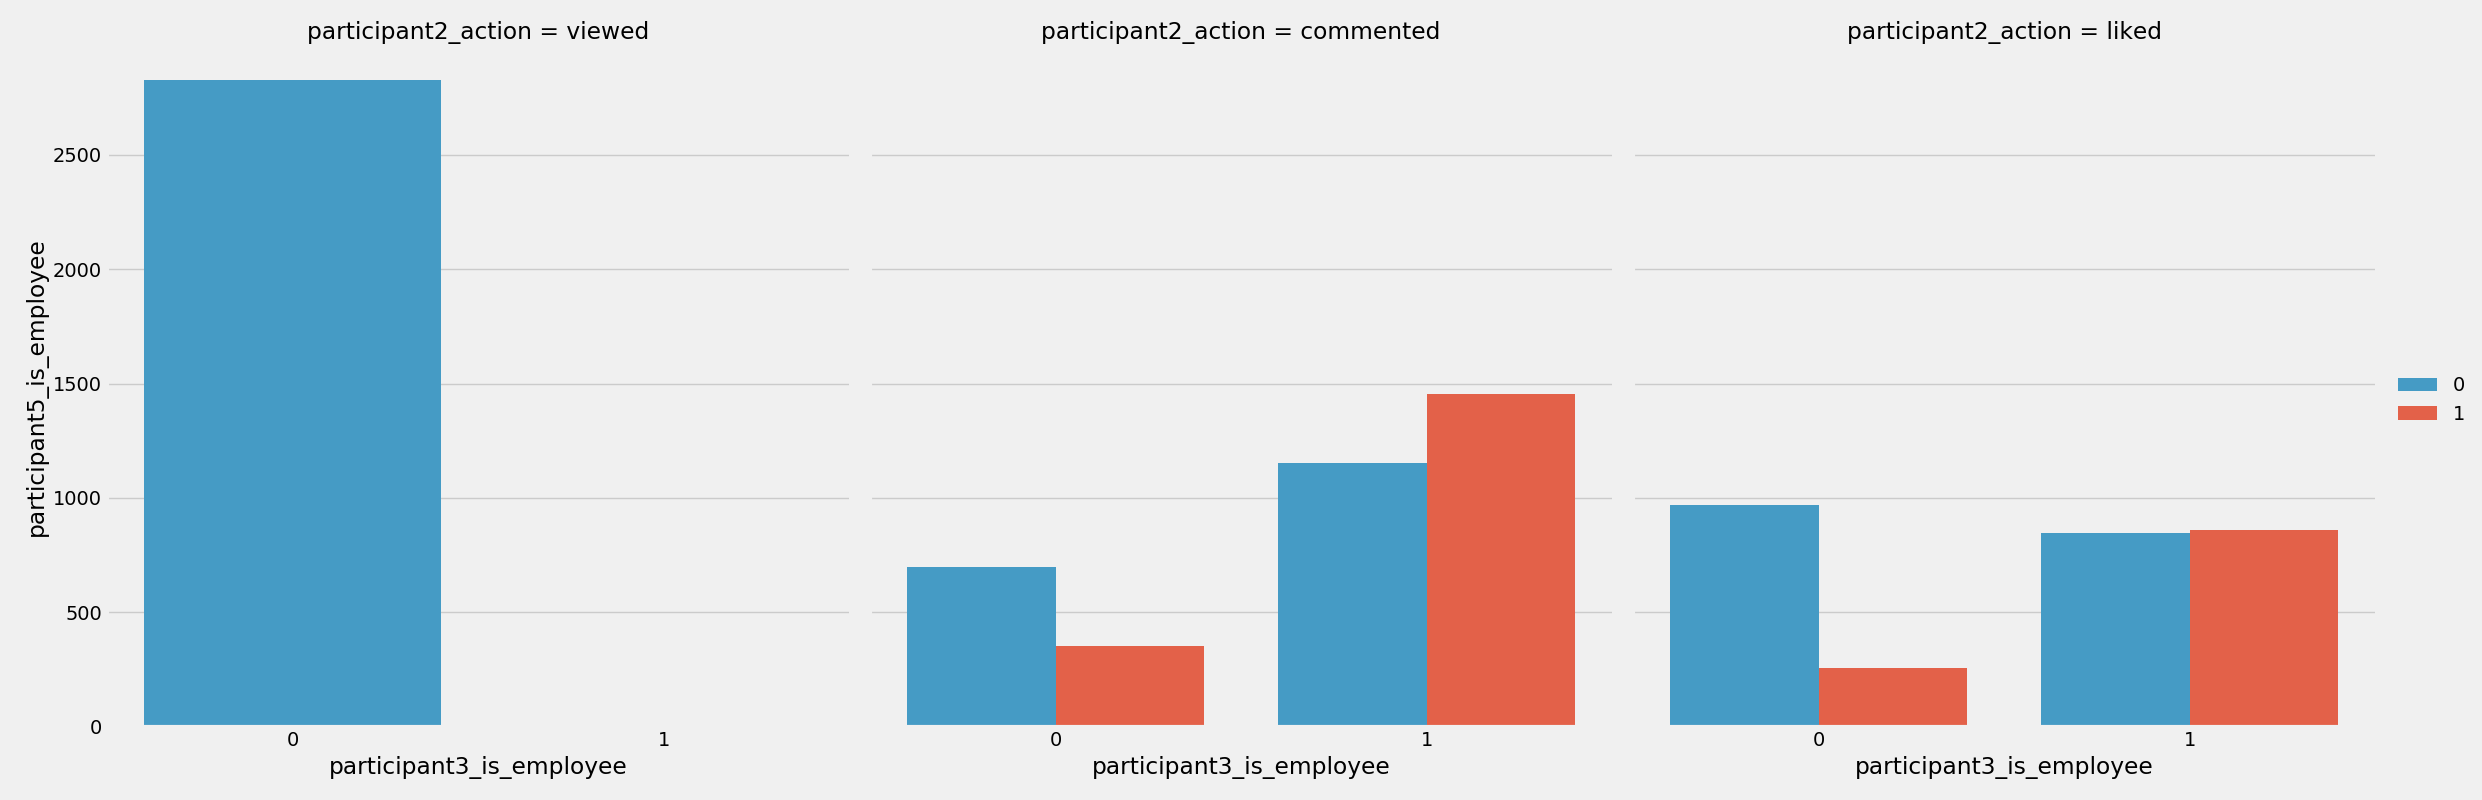 participant2_action = viewed
participant2_action = commented
participant2_action = liked
participant5_is_employee
2500
2000
1500
1000
500
0
0
1
0 1
0 1
0 1
participant3_is_employee
participant3_is_employee
participant3_is_employee